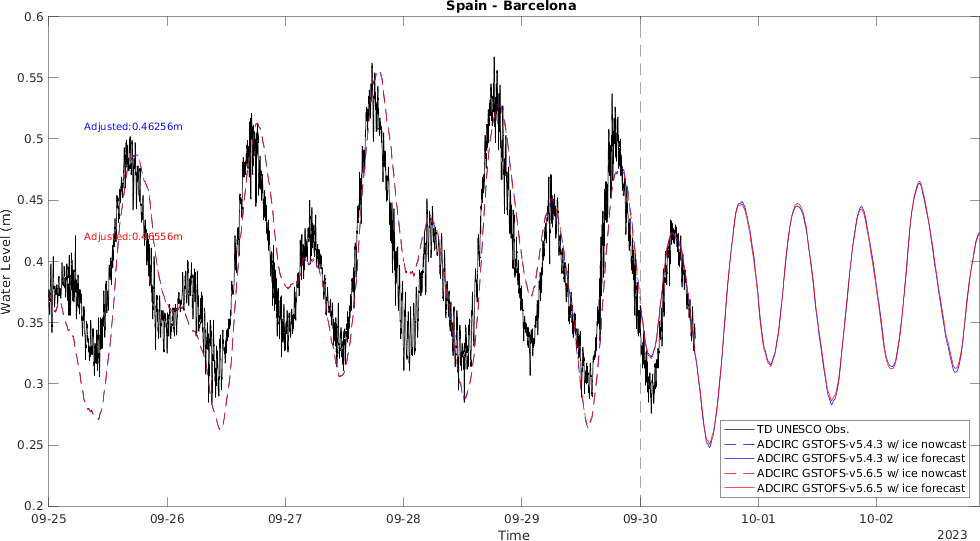 Spain - Barcelona
0.6
0.55
0.5
0.45
0.4
0.35
0.3
0.25
0.2
Water Level (m)
Adjusted:0.46256m
Adjusted:0.46556m
TD UNESCO Obs.
ADCIRC GSTOFS-v5.4.3 w/ ice nowcast
ADCIRC GSTOFS-v5.4.3 w/ ice forecast
ADCIRC GSTOFS-v5.6.5 w/ ice nowcast
ADCIRC GSTOFS-v5.6.5 w/ ice forecast
09-25 09-26 09-27 09-28 09-29 09-30 10-01 10-02
Time
2023